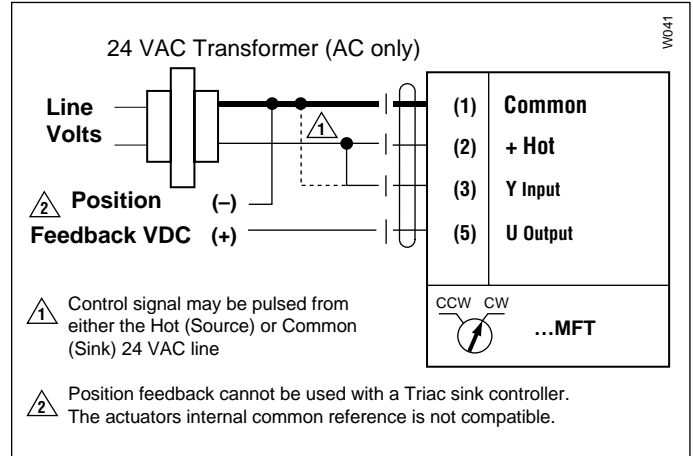 W041
24 VAC Transformer (AC only)
Line
Volts
1
(1) Common
(2) + Hot
(3) Y Input
(5) U Output
2 Position (–)
Feedback VDC (+)
CCW CW
...MFT
1 Control signal may be pulsed from
either the Hot (Source) or Common
(Sink) 24 VAC line
2 Position feedback cannot be used with a Triac sink controller.
The actuators internal common reference is not compatible.